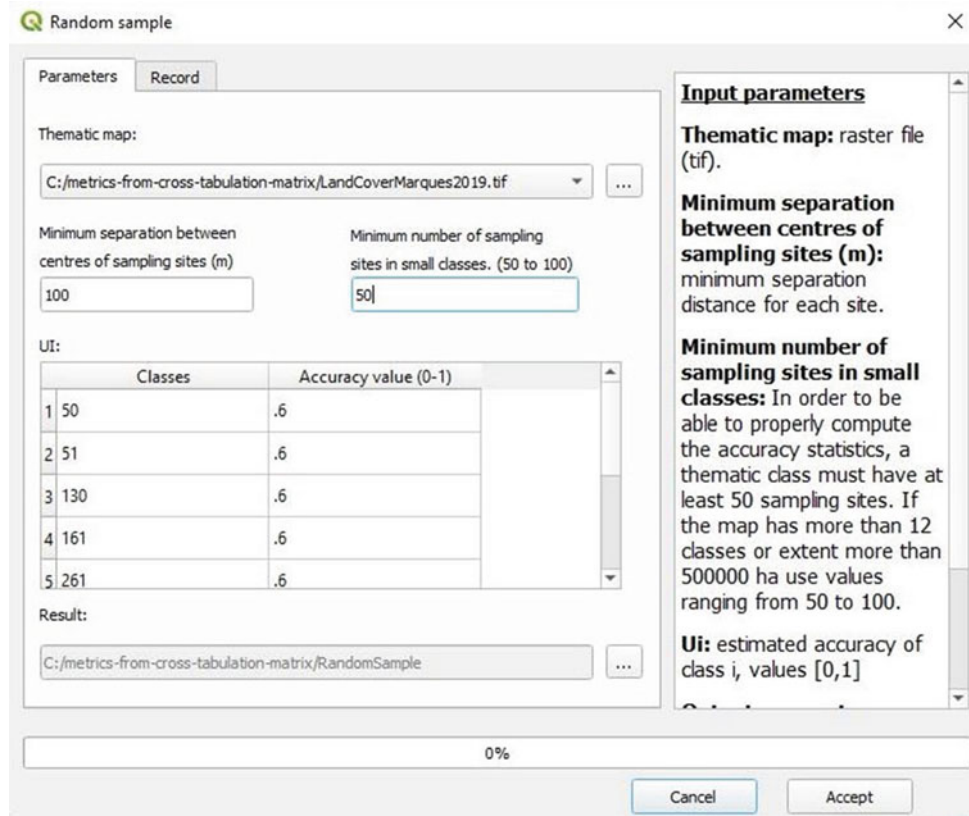 Random sample
Parameters Record
Thematic map:
C:/metrics-from-cross-tabulation-matrix/LandCoverMarques2019.tif ...
Minimum separation between
centres of sampling sites (m)
100
Minimum number of sampling
sites in small classes. (50 to 100)
50
UI:
Classes Accuracy value (0-1)
1 50 .6
2 51 .6
3 130 .6
4 161 .6
5 261 .6
Result:
C:/metrics-from-cross-tabulation-matrix/RandomSample ...
Input parameters
Thematic map: raster file
(tif).
Minimum separation
between centres of
sampling sites (m):
minimum separation
distance for each site.
Minimum number of
sampling sites in small
classes: In order to be
able to properly compute
the accuracy statistics, a
thematic class must have at
least 50 sampling sites. If
the map has more than 12
classes or extent more than
500000 ha use values
ranging from 50 to 100.
Ui: estimated accuracy of
class i, values [0,1]
0%
Cancel Accept